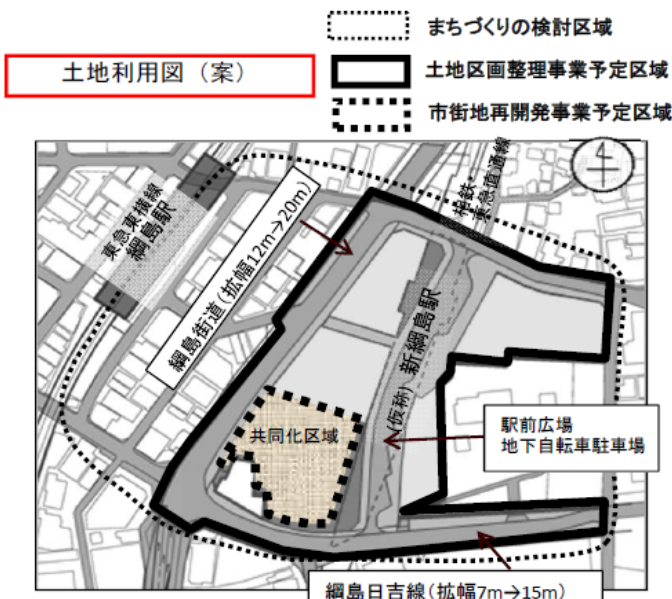 まちづくりの検討区域
土地利用図（案）
土地区画整理事業予定区域
市街地再開発事業予定区域
相鉄・
東急直通線
東急東横線
綱島駅
綱島街道（拡幅12m→20m）
（仮称）新綱島駅
共同化区域
駅前広場
地下自転車駐車場
綱島日吉線（拡幅7m→15m）